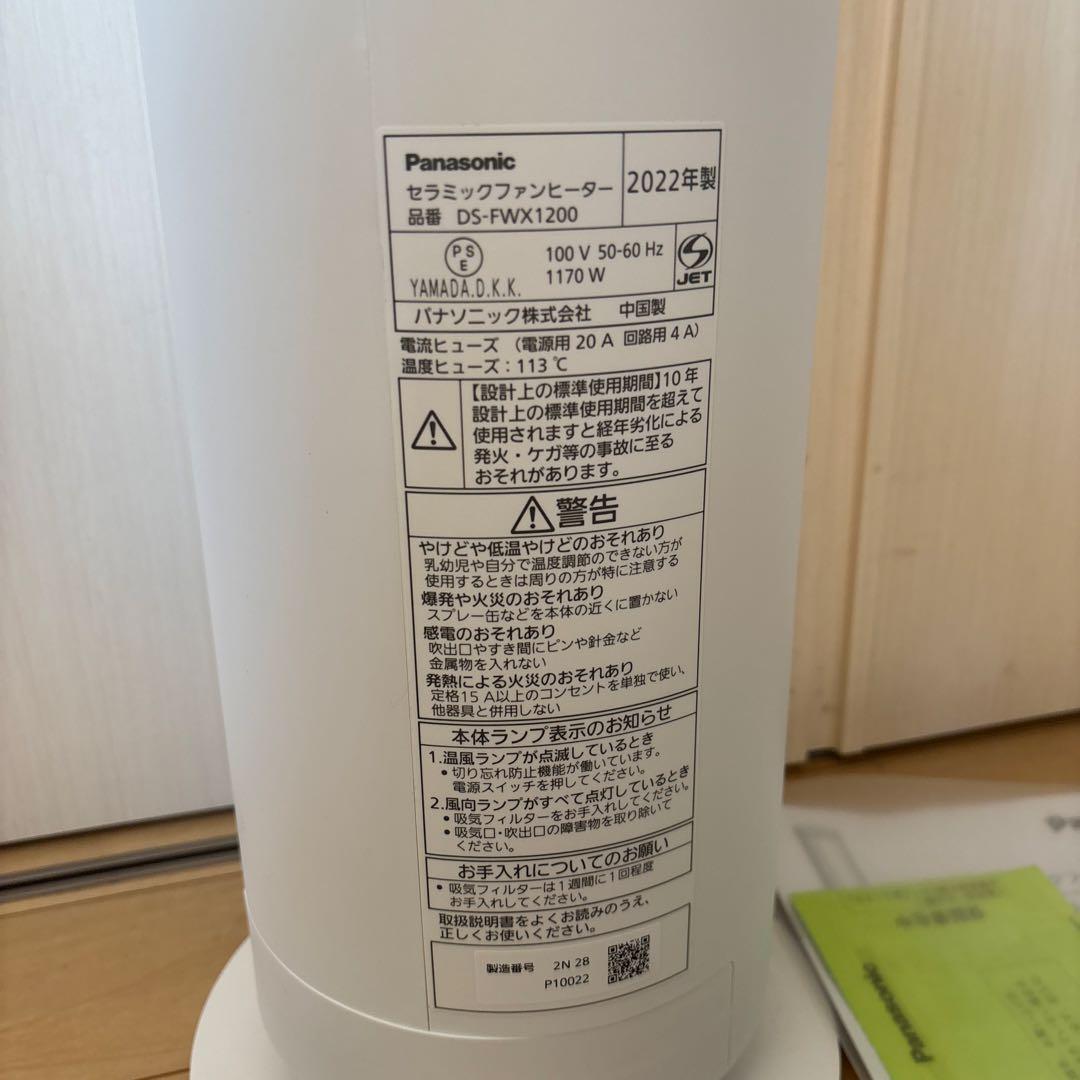 Panasonic
セラミックファンヒーター
品番 DS-FWX1200
2022年製
PS
E
YAMADA.D.K.K.
100 V 50-60 Hz
1170 W
JET
パナソニック株式会社 中国製
電流ヒューズ (電源用 20 A 回路用 4 A)
温度ヒューズ:113 ℃
【設計上の標準使用期間】10 年
設計上の標準使用期間を超えて
使用されますと経年劣化による
発火・ケガ等の事故に至る
おそれがあります。
警告
やけどや低温やけどのおそれあり
乳幼児や自分で温度調節のできない方が
使用するときは周りの方が特に注意する
爆発や火災のおそれあり
スプレー缶などを本体の近くに置かない
感電のおそれあり
吹出口やすき間にピンや針金など
金属物を入れない
発熱による火災のおそれあり
定格15 A以上のコンセントを単独で使い、
他器具と併用しない
本体ランプ表示のお知らせ
1.温風ランプが点滅しているとき
• 切り忘れ防止機能が働いています。
電源スイッチを押してください。
2.風向ランプがすべて点灯しているとき
• 吸気フィルターをお手入れしてください。
• 吸気口・吹出口の障害物を取り除いて
ください。
お手入れについてのお願い
• 吸気フィルターは1週間に1回程度
お手入れしてください。
取扱説明書をよくお読みのうえ、
正しくお使いください。
2N 28
P10022
Panasonic